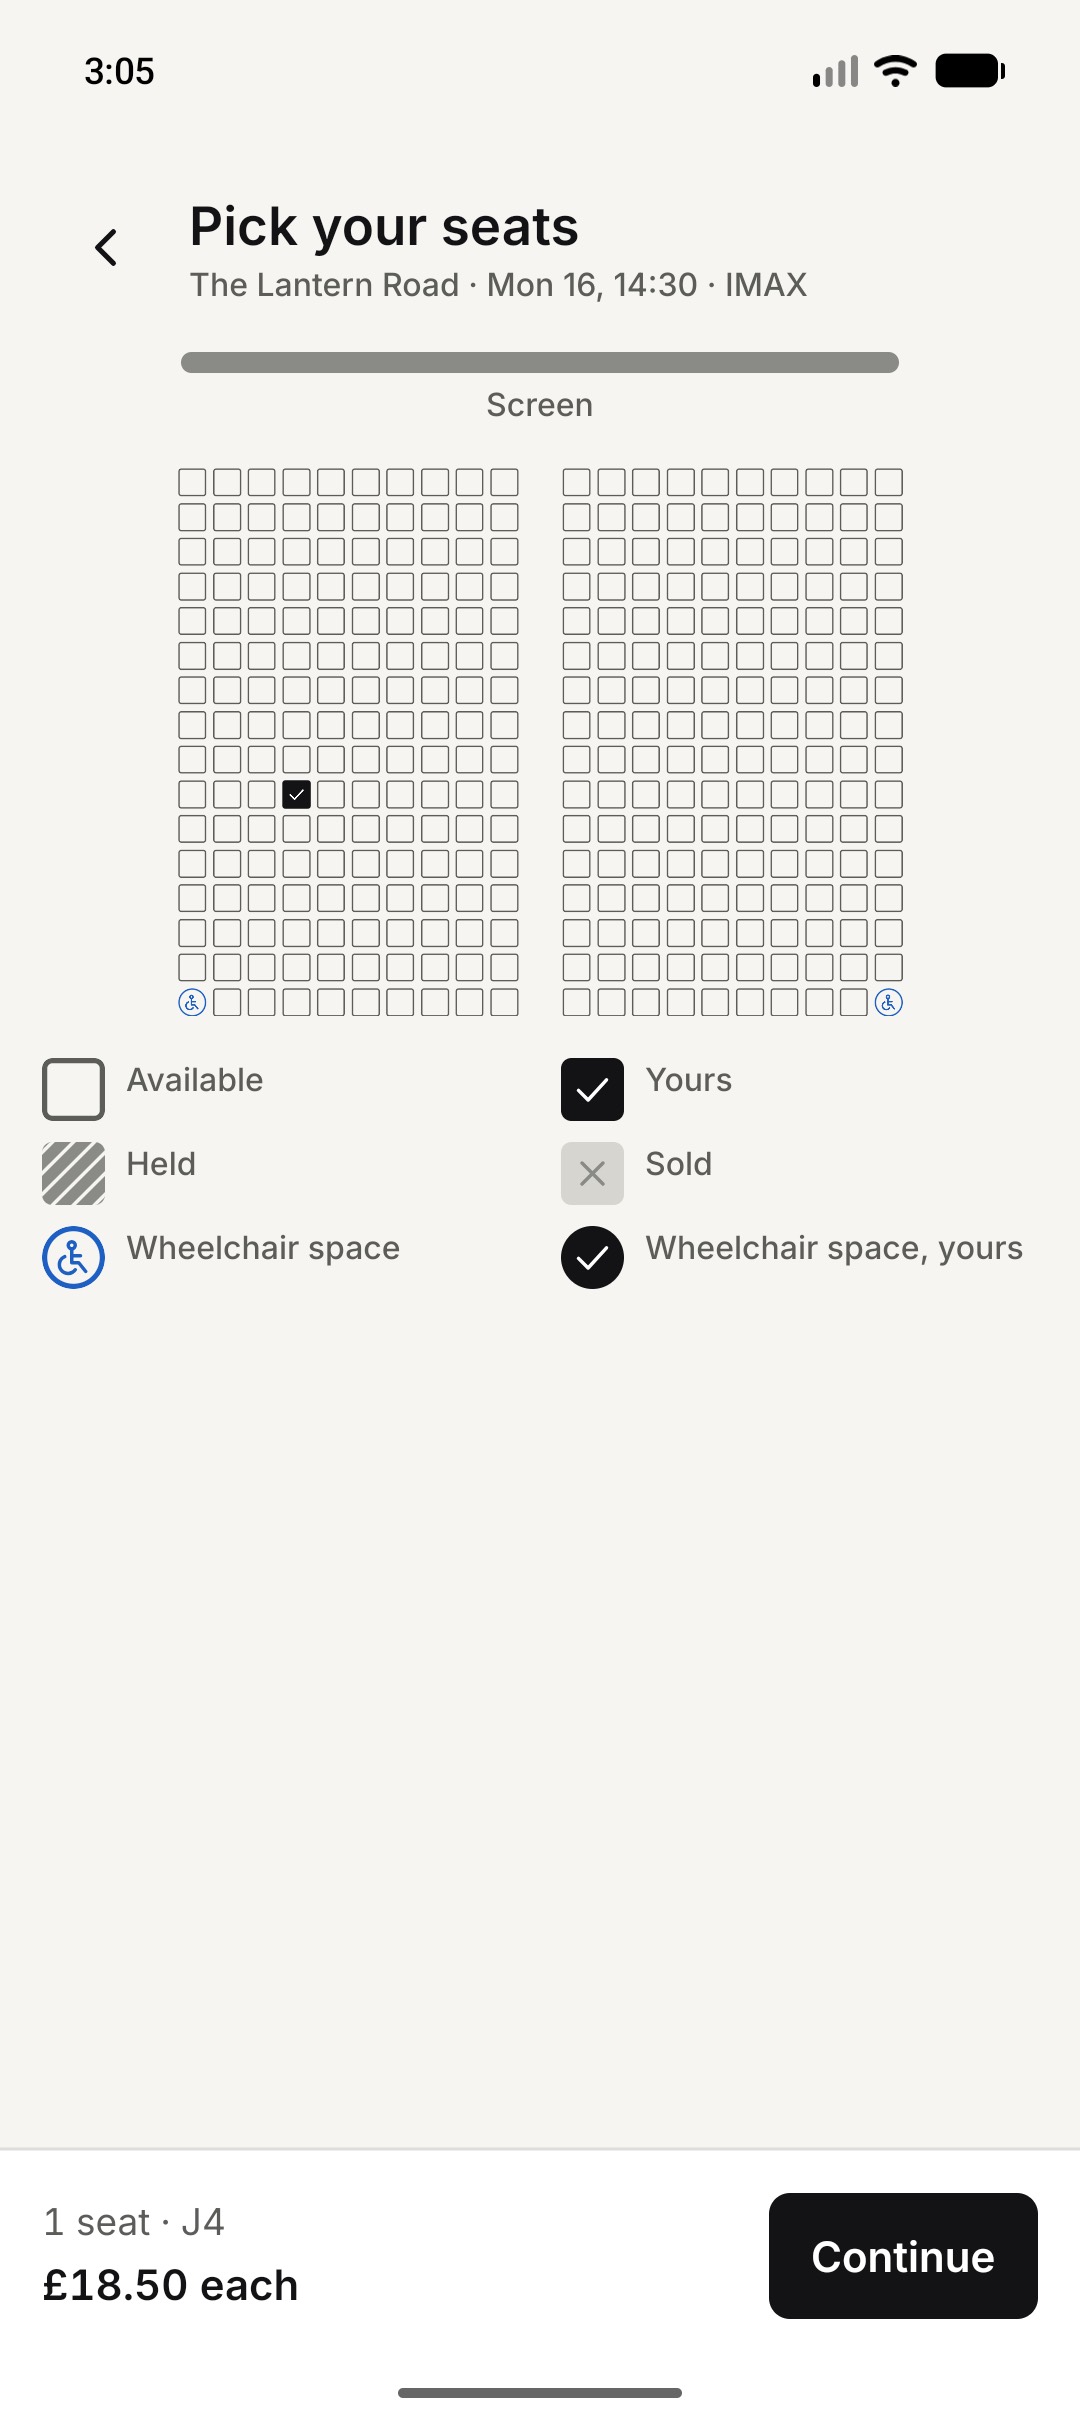 3:05
Pick your seats
The Lantern Road · Mon 16, 14:30 · IMAX
Screen
Available
Yours
Held
Sold
Wheelchair space
Wheelchair space, yours
1 seat · J4
£18.50 each
Continue